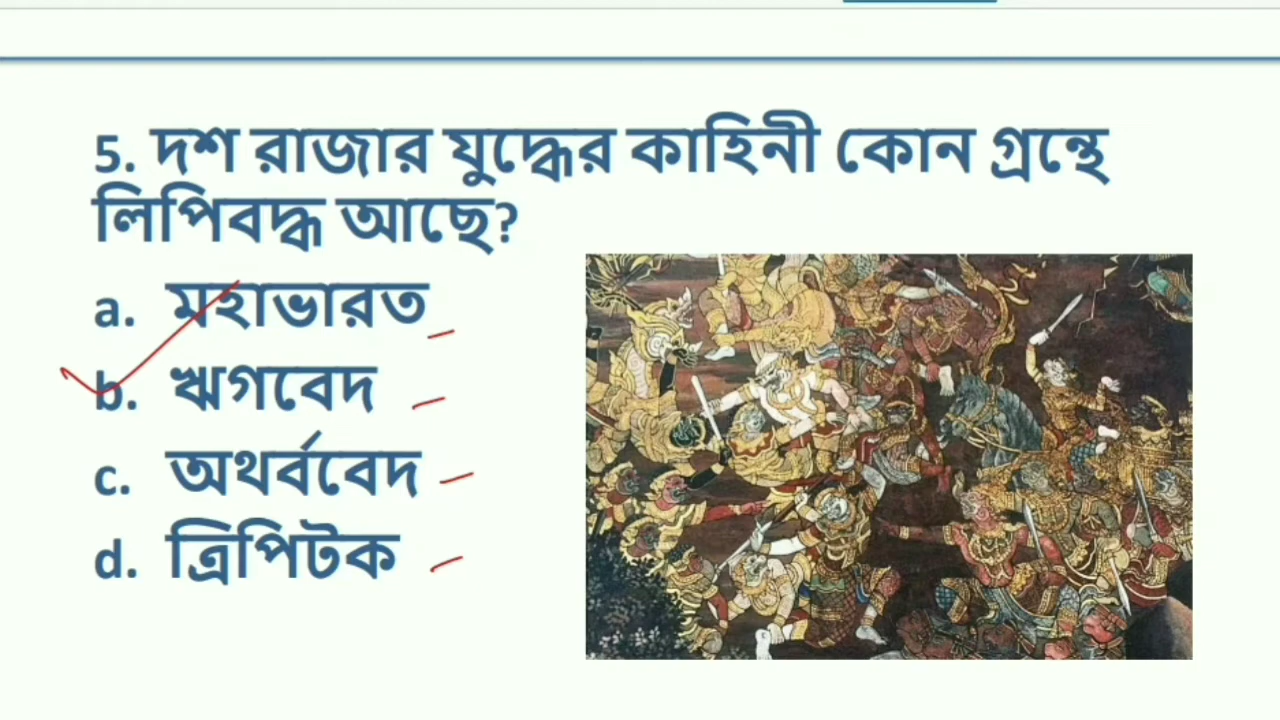 5. দশ রাজার যুদ্ধের কাহিনী কোন গ্রন্থে
লিপিবদ্ধ আছে?
a. মহাভারত
b. ঋগবেদ
c. অথর্ববেদ
d. ত্রিপিটক